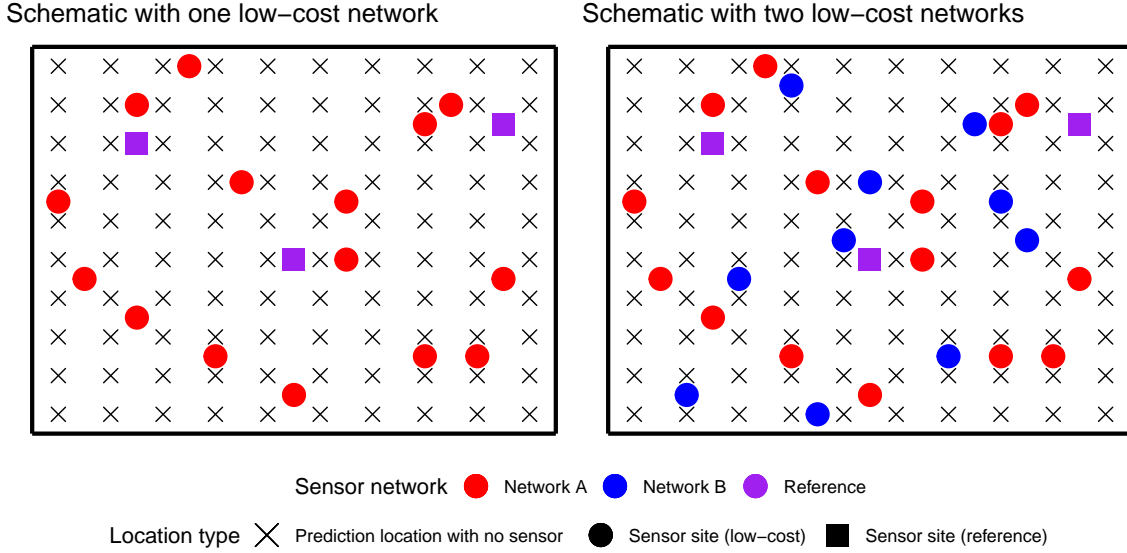 Schematic with one low−cost network
Schematic with two low−cost networks
Sensor network Network A Network B Reference
Location type Prediction location with no sensor Sensor site (low−cost) Sensor site (reference)